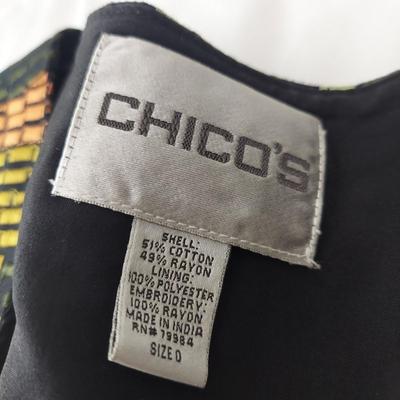 CHICO'S
SHELL:
51% COTTON
49% RAYON
LINING:
100% POLYESTER
EMBROIDERY:
100% RAYON
MADE IN INDIA
RN# 79984
SIZE 0